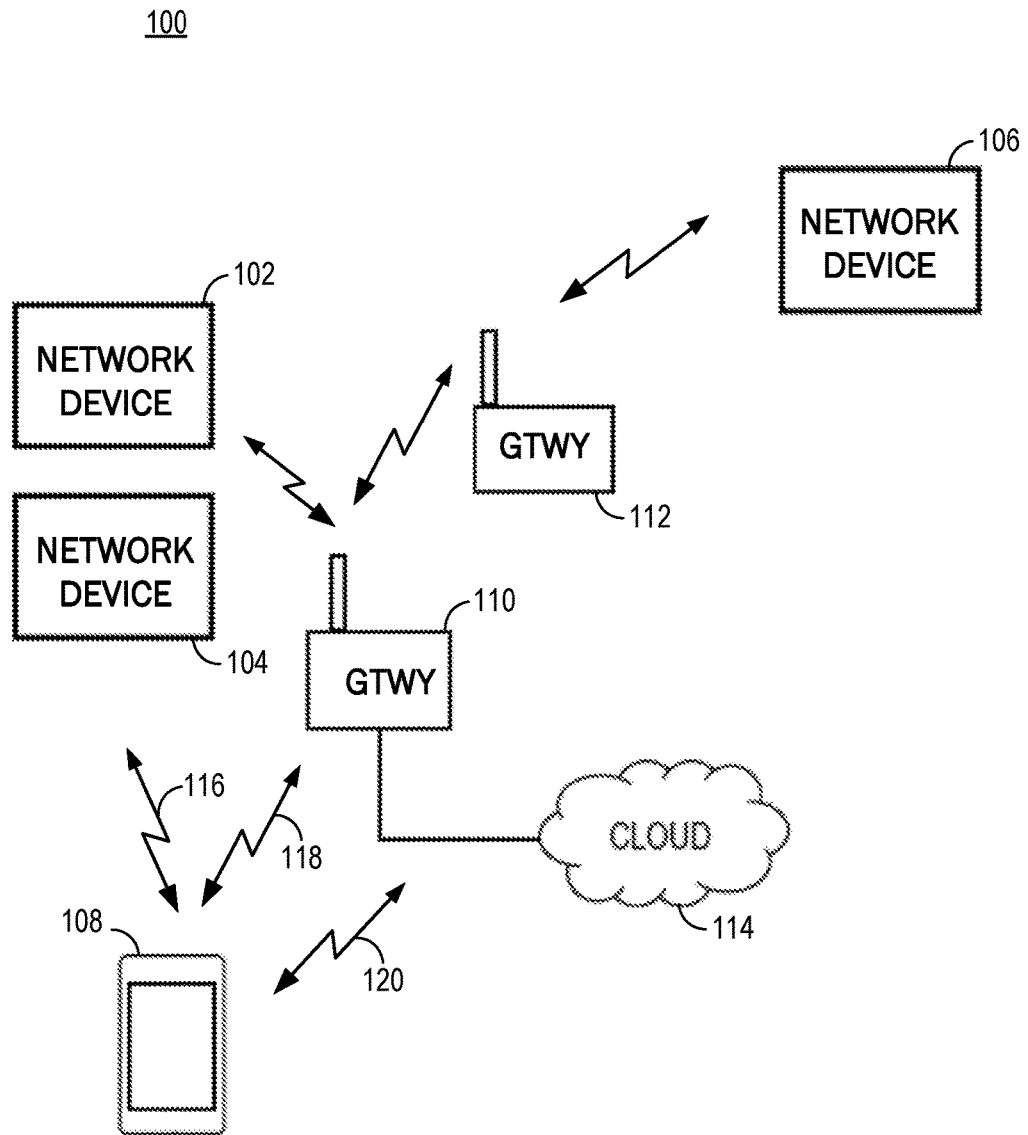 100
106
NETWORK
DEVICE
102
NETWORK
DEVICE
GTWY
112
NETWORK
DEVICE
104
110
GTWY
116
118
CLOUD
114
108
120